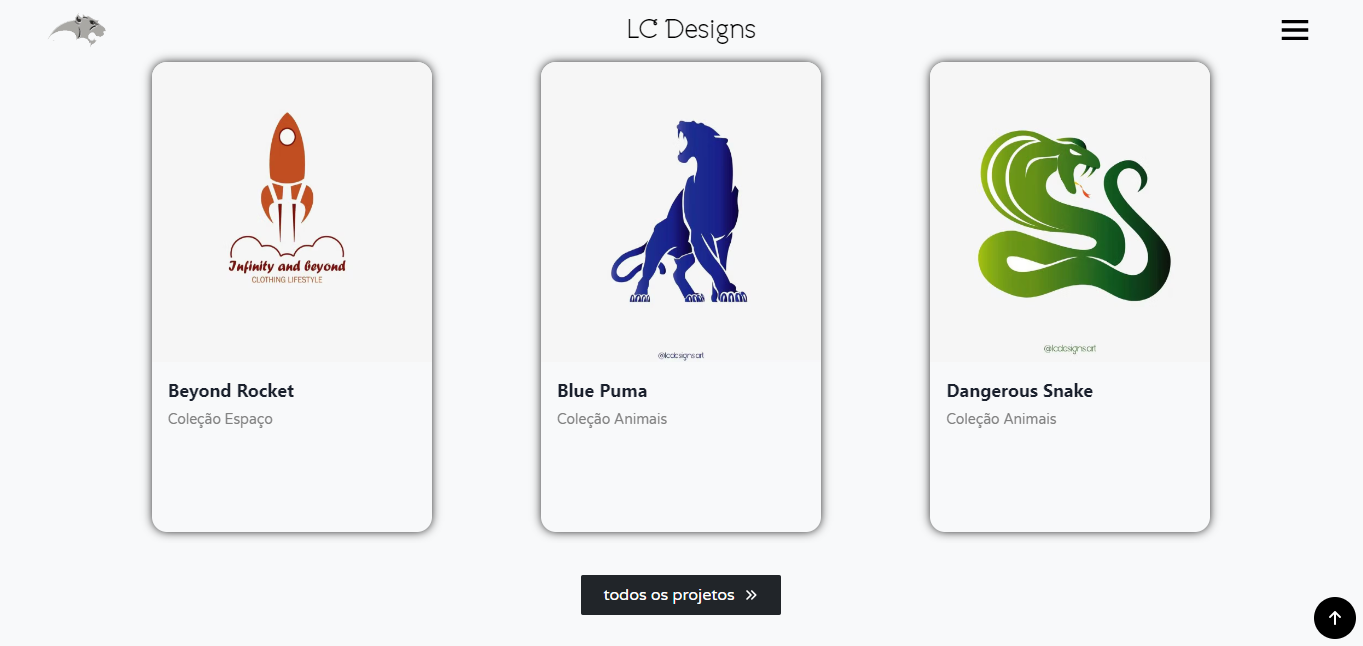 LC Designs
Infinity and beyond
CLOTHING LIFESTYLE
@lcdesigns.art
@lcdesigns.art
Beyond Rocket
Coleção Espaço
Blue Puma
Coleção Animais
Dangerous Snake
Coleção Animais
todos os projetos »